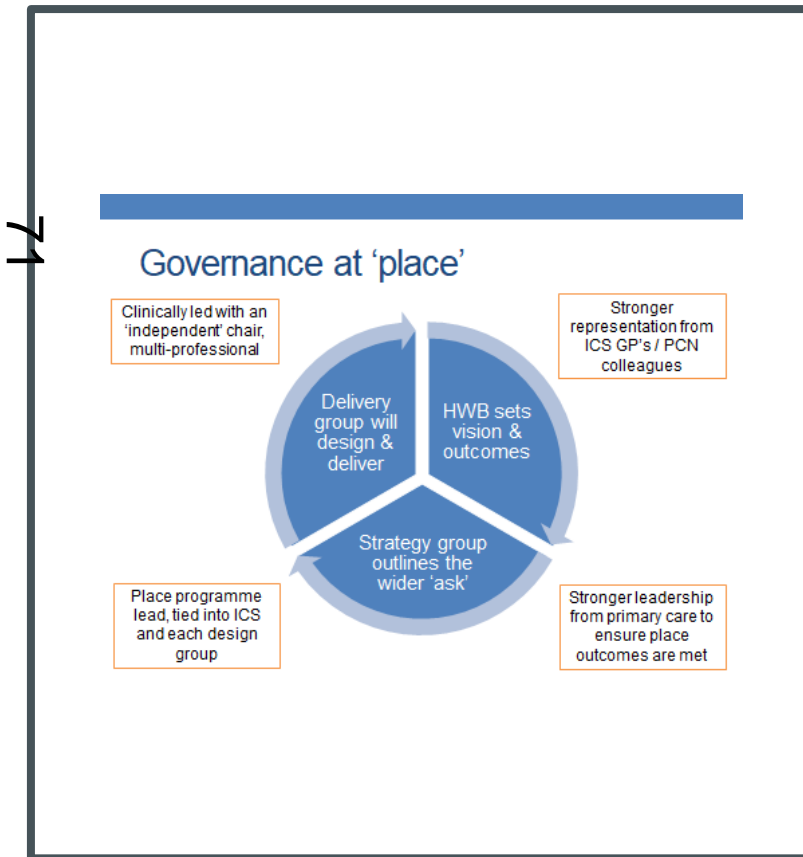 71
Governance at ‘place’
Clinically led with an
‘independent’ chair,
multi-professional
Stronger
representation from
ICS GP's / PCN
colleagues
Delivery
group will
design &
deliver
HWB sets
vision &
outcomes
Strategy group
outlines the
wider ‘ask’
Place programme
lead, tied into ICS
and each design
group
Stronger leadership
from primary care to
ensure place
outcomes are met